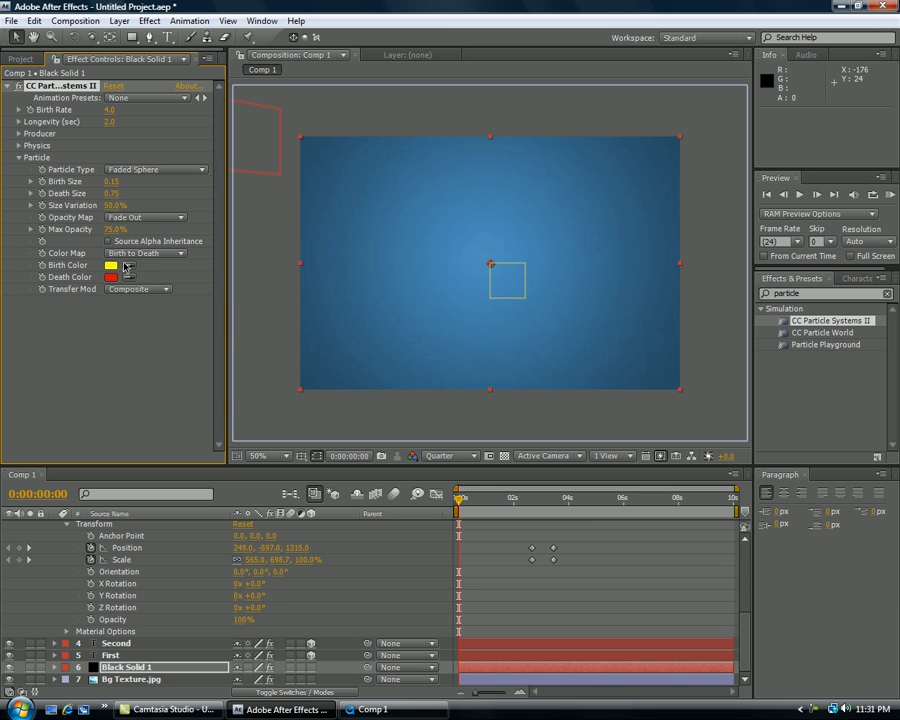 Adobe After Effects - Untitled Project.aep *
File Edit Composition Layer Effect Animation View Window Help
Workspace: Standard Search Help
Project Effect Controls: Black Solid 1
Composition: Comp 1 Layer: (none)
Info Audio
Comp 1 • Black Solid 1
Comp 1
CC Part...stems II Reset About...
Animation Presets: None
Birth Rate 4.0
Longevity (sec) 2.0
Producer
Physics
Particle
Particle Type Faded Sphere
Birth Size 0.15
Death Size 0.75
Size Variation 50.0%
Opacity Map Fade Out
Max Opacity 75.0%
Source Alpha Inheritance
Color Map Birth to Death
Birth Color
Death Color
Transfer Mod Composite
R:
G:
B:
A: 0
X: -176
Y: 24
Preview
RAM Preview Options
Frame Rate Skip Resolution
(24) 0 Auto
From Current Time Full Screen
Effects & Presets Characte
particle
Simulation
CC Particle Systems II
CC Particle World
Particle Playground
50% 0:00:00:00 Quarter Active Camera 1 View +0.0
Comp 1
0:00:00:00
# Source Name Parent
02s 04s 06s 08s 10s
Transform Reset
Anchor Point 0.0, 0.0, 0.0
Position 249.0, -597.0, 1315.0
Scale 565.0, 698.7, 100.0%
Orientation 0.0°, 0.0°, 0.0°
X Rotation 0x +0.0°
Y Rotation 0x +0.0°
Z Rotation 0x +0.0°
Opacity 100%
Material Options
4 T Second None
5 T First None
6 Black Solid 1 None
7 Bg Texture.jpg None
Toggle Switches / Modes
Paragraph
0 px 0 px 0 px
0 px 0 px
Camtasia Studio - U... Adobe After Effects ... Comp 1 11:31 PM